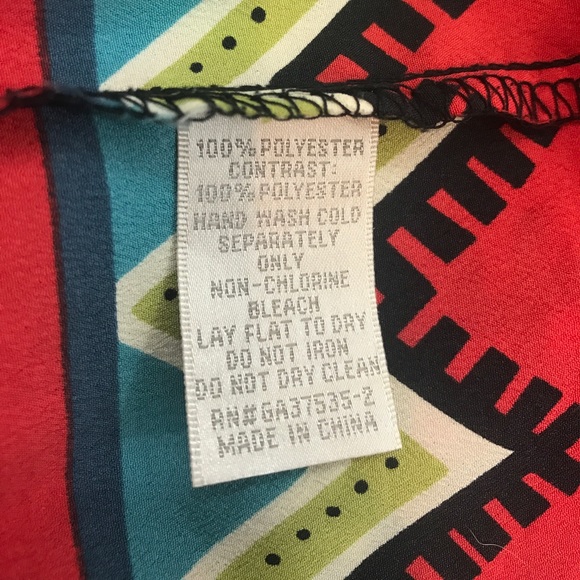 100% POLYESTER
CONTRAST:
100% POLYESTER
HAND WASH COLD
SEPARATELY
ONLY
NON-CHLORINE
BLEACH
LAY FLAT TO DRY
DO NOT IRON
DO NOT DRY CLEAN
RN#GA37535-2
MADE IN CHINA